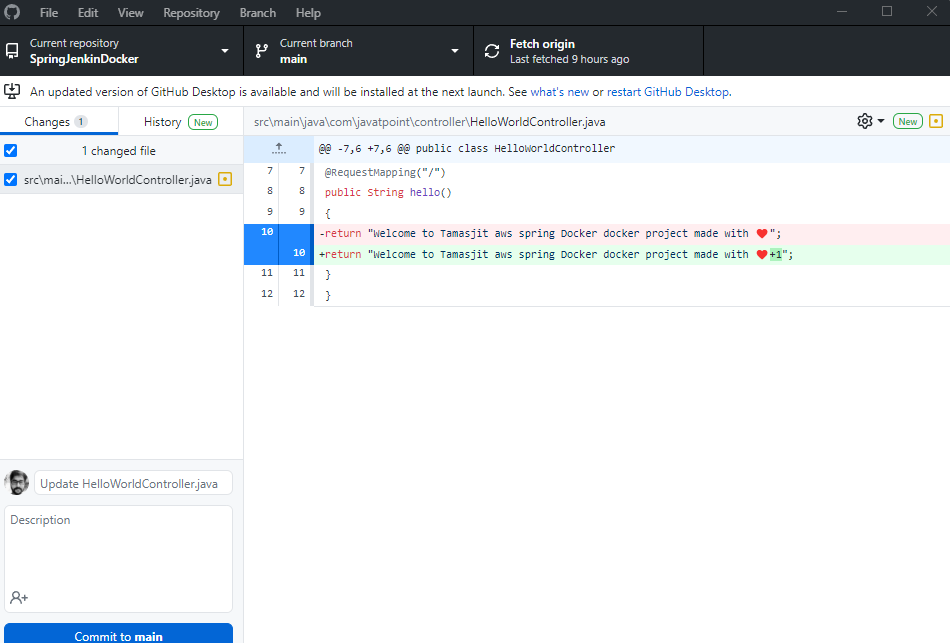 File Edit View Repository Branch Help
Current repository
SpringJenkinDocker
Current branch
main
Fetch origin
Last fetched 9 hours ago
An updated version of GitHub Desktop is available and will be installed at the next launch. See what's new or restart GitHub Desktop.
Changes 1
History New
src\main\java\com\javatpoint\controller\HelloWorldController.java
New
1 changed file
src\mai...\HelloWorldController.java
@@ -7,6 +7,6 @@ public class HelloWorldController
7 7 @RequestMapping("/")
8 8 public String hello()
9 9 {
10 -return "Welcome to Tamasjit aws spring Docker docker project made with ❤️";
10 +return "Welcome to Tamasjit aws spring Docker docker project made with ❤️+1";
11 11 }
12 12 }
Update HelloWorldController.java
Description
Commit to main